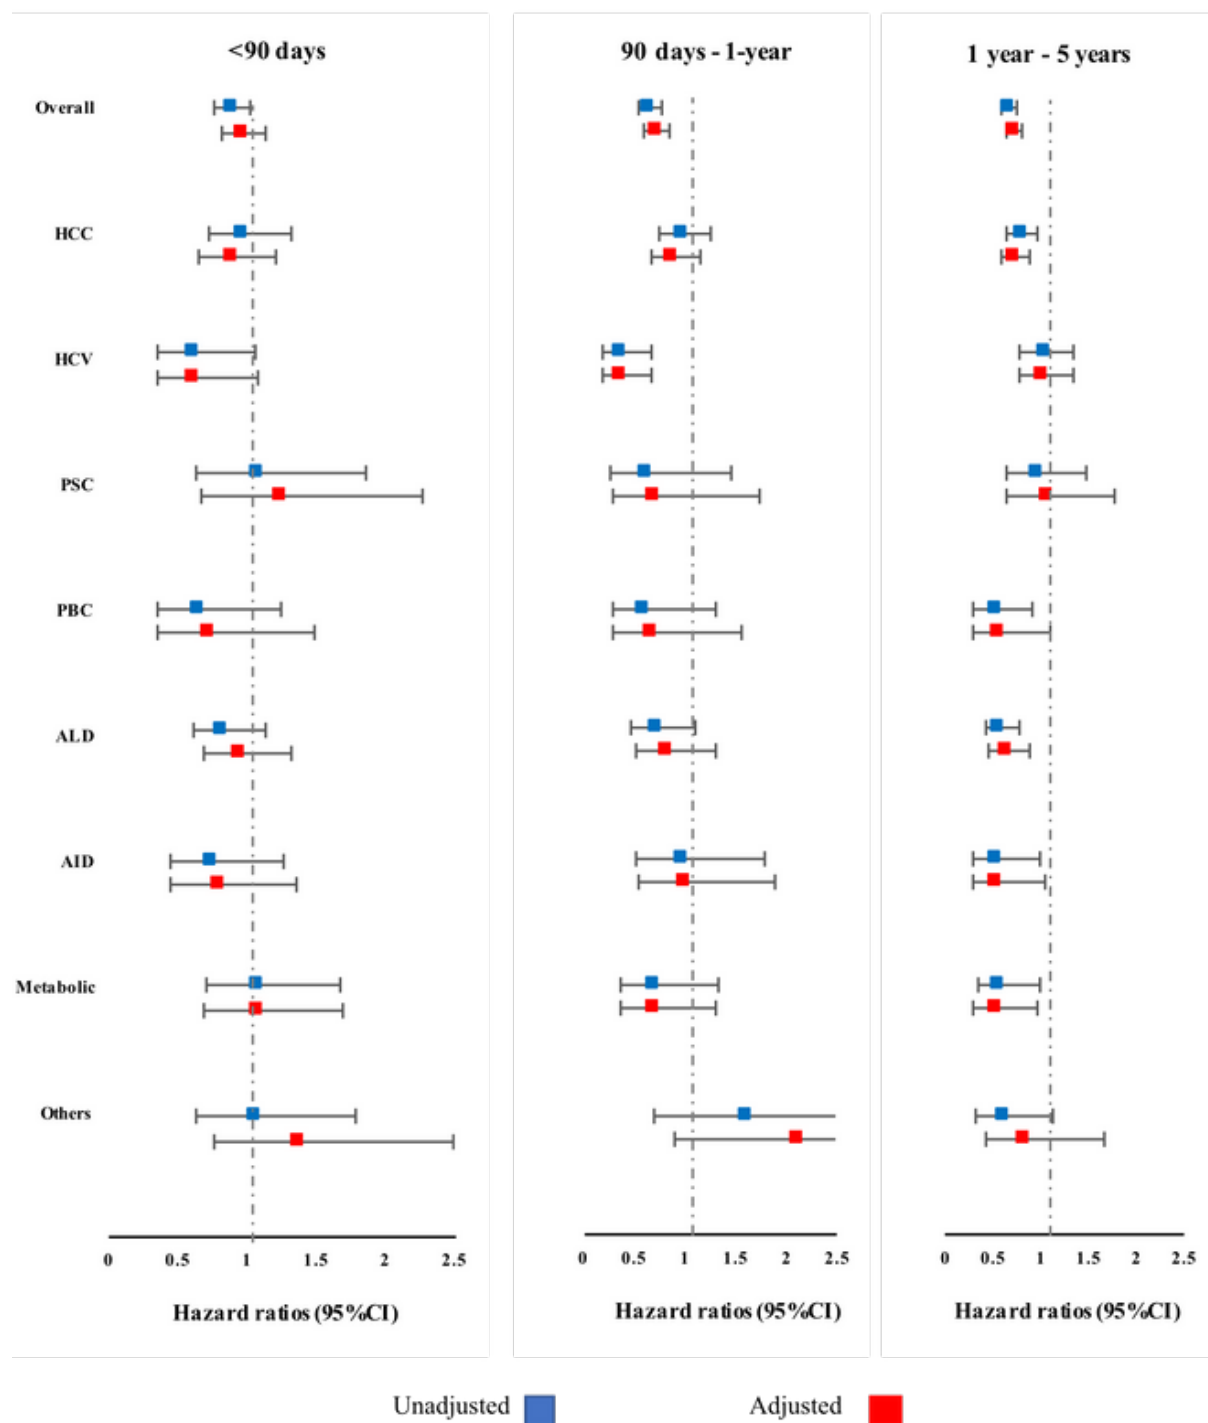 <90 days
90 days - 1-year
1 year - 5 years
Overall
HCC
HCV
PSC
PBC
ALD
AID
Metabolic
Others
0 0.5 1 1.5 2 2.5
0 0.5 1 1.5 2 2.5
0 0.5 1 1.5 2 2.5
Hazard ratios (95%CI)
Hazard ratios (95%CI)
Hazard ratios (95%CI)
Unadjusted
Adjusted